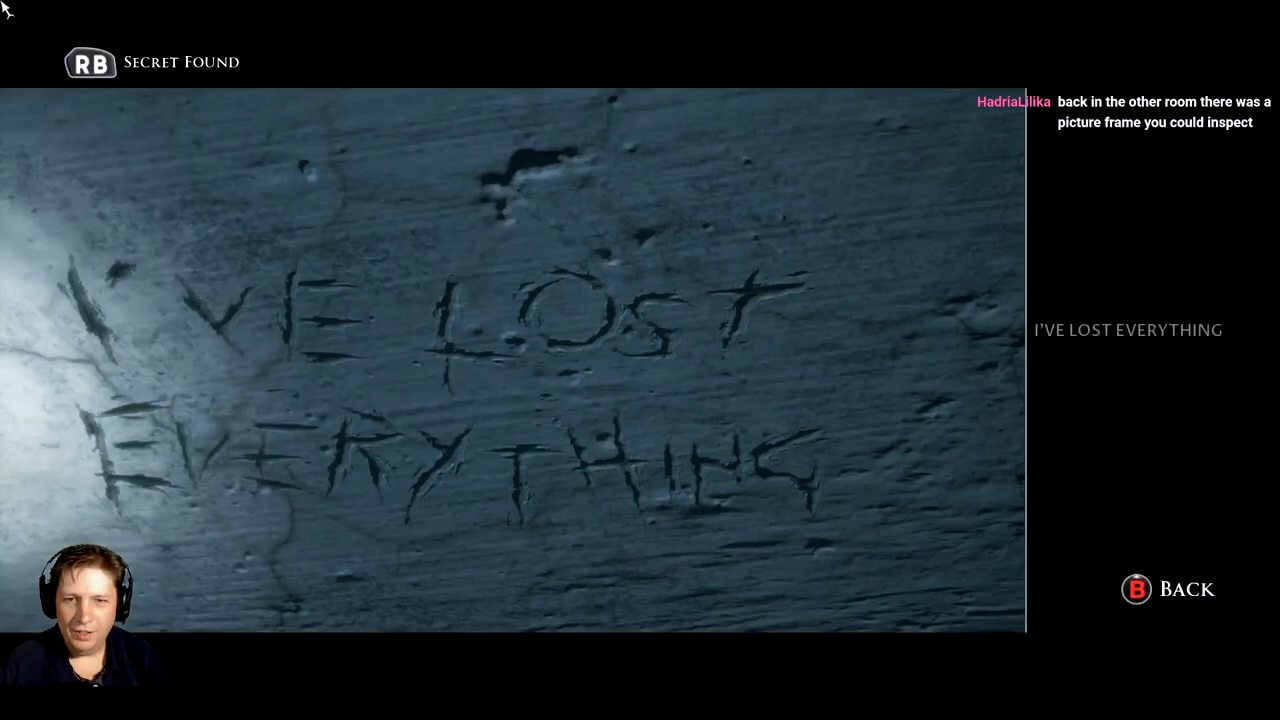 RB SECRET FOUND
HadriaLilika back in the other room there was a
picture frame you could inspect
I'VE LOST
EVERYTHING
I'VE LOST EVERYTHING
B BACK